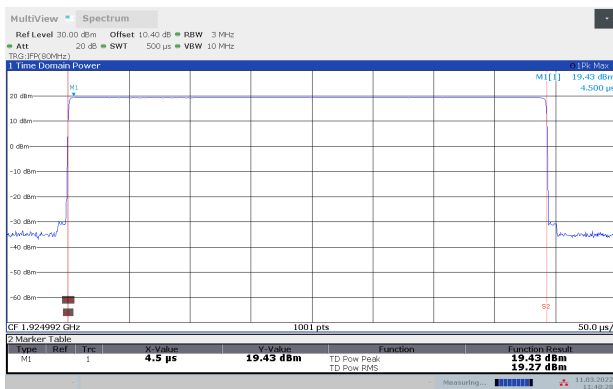 MultiView Spectrum
Ref Level 30.00 dBm Offset 10.40 dB RBW 3 MHz
Att 20 dB SWT 500 µs VBW 10 MHz
TRG:IFP(80MHz)
1 Time Domain Power 1Pk Max
M1[1] 19.43 dBm
4.500 µs
M1
20 dBm
10 dBm
0 dBm
-10 dBm
-20 dBm
-30 dBm
-40 dBm
-50 dBm
-60 dBm
S2
CF 1.924992 GHz 1001 pts 50.0 µs/
2 Marker Table
Type Ref Trc X-Value Y-Value Function Function Result
M1 1 4.5 µs 19.43 dBm TD Pow Peak 19.43 dBm
TD Pow RMS 19.27 dBm
Measuring... 11.03.2022
11:40:20